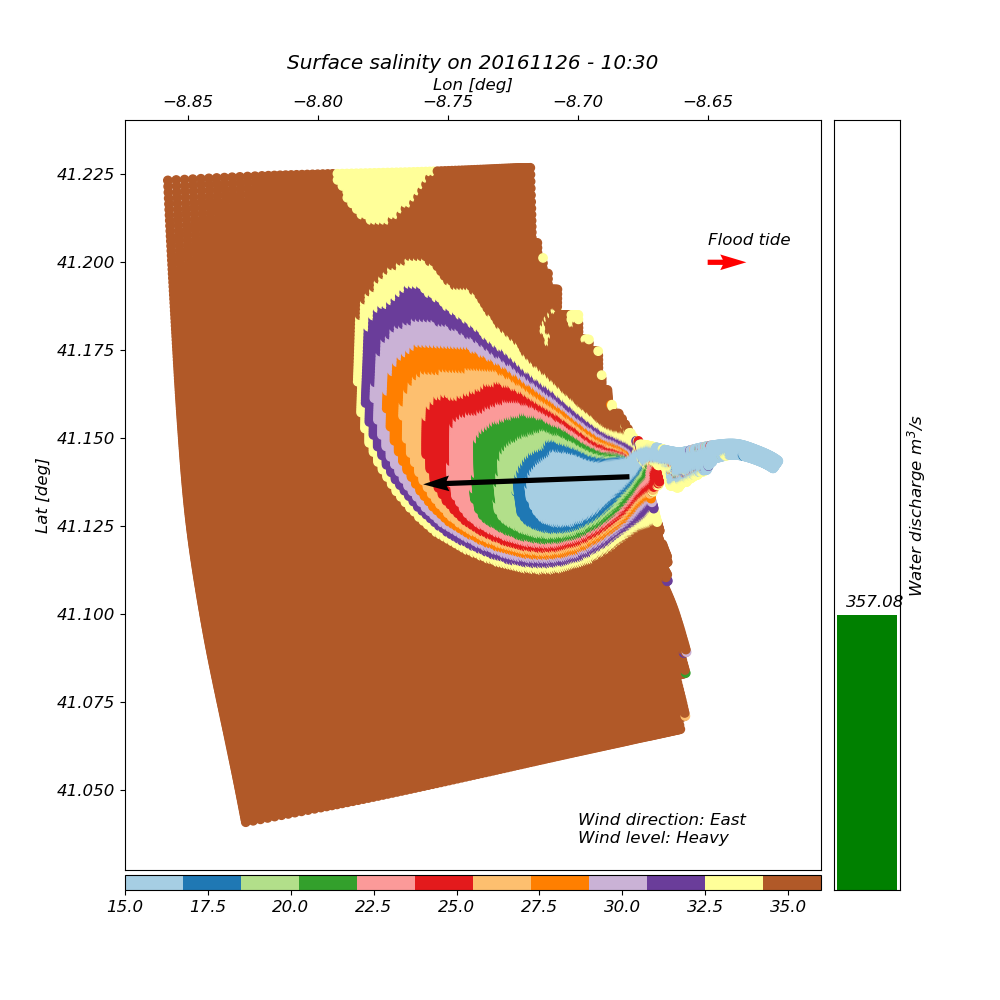 Surface salinity on 20161126 - 10:30
Lon [deg]
−8.85 −8.80 −8.75 −8.70 −8.65
41.225
41.200
41.175
41.150
41.125
41.100
41.075
41.050
Lat [deg]
Flood tide
Wind direction: East
Wind level: Heavy
15.0 17.5 20.0 22.5 25.0 27.5 30.0 32.5 35.0
357.08
Water discharge m³/s